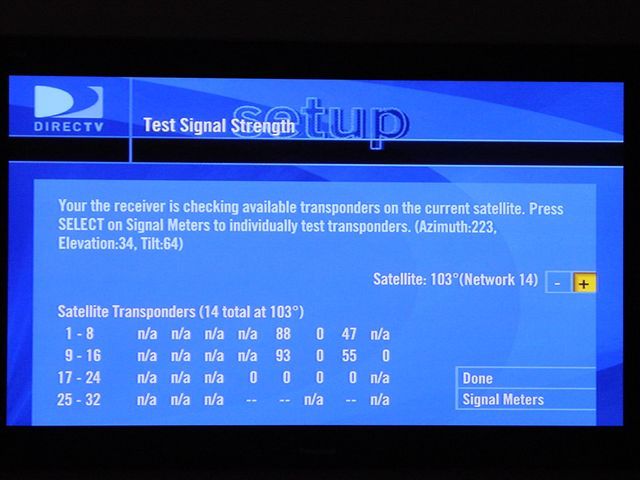 setup
DIRECTV
Test Signal Strength
Your the receiver is checking available transponders on the current satellite. Press
SELECT on Signal Meters to individually test transponders. (Azimuth:223,
Elevation:34, Tilt:64)
Satellite: 103°(Network 14) - +
Satellite Transponders (14 total at 103°)
1 - 8 n/a n/a n/a n/a 88 0 47 n/a
9 - 16 n/a n/a n/a n/a 93 0 55 0
17 - 24 n/a n/a n/a 0 0 0 0 n/a
25 - 32 n/a n/a n/a -- -- n/a -- n/a
Done
Signal Meters